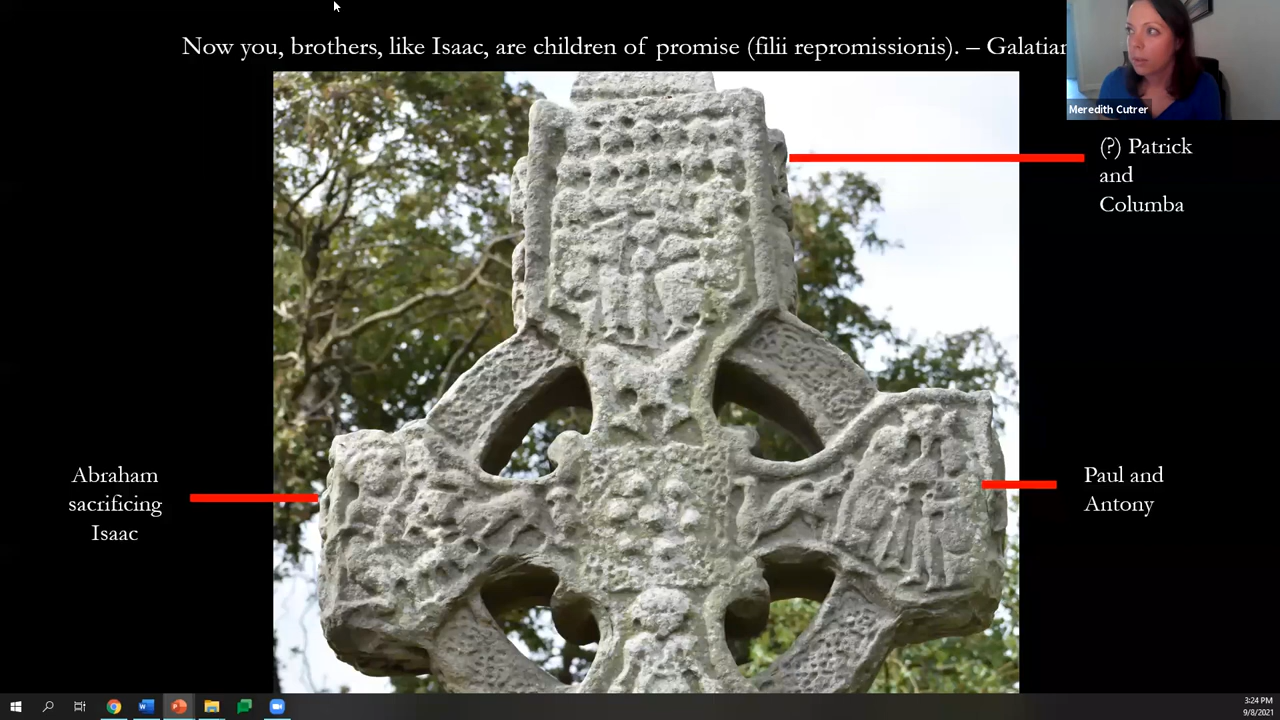 Now you, brothers, like Isaac, are children of promise (filii repromissionis). – Galatian
Meredith Cutrer
(?) Patrick
and
Columba
Abraham
sacrificing
Isaac
Paul and
Antony
3:24 PM
9/8/2021